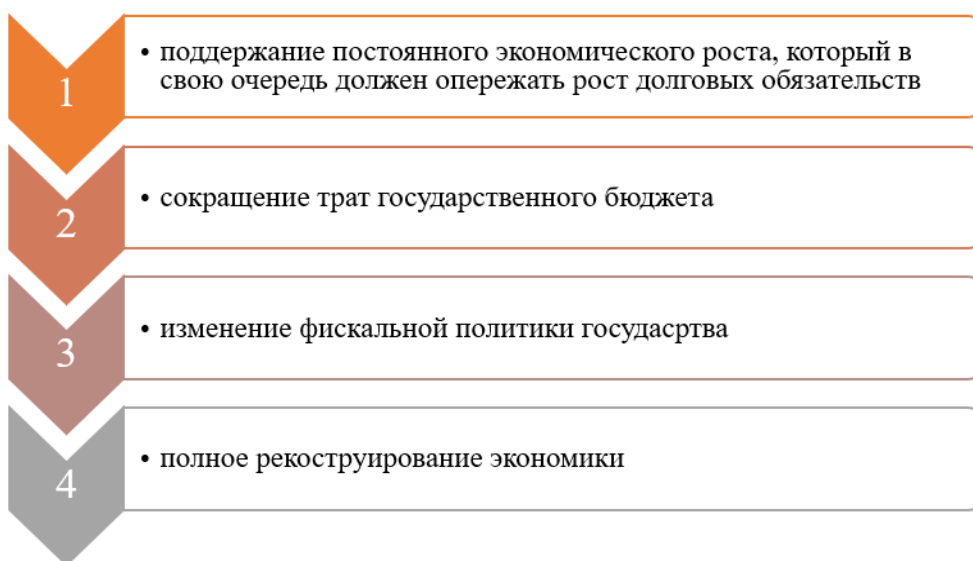 1
• поддержание постоянного экономического роста, который в
свою очередь должен опережать рост долговых обязательств
2
• сокращение трат государственного бюджета
3
• изменение фискальной политики госудасртва
4
• полное рекоструирование экономики